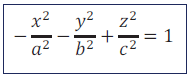 −x²/a² − y²/b² + z²/c² = 1